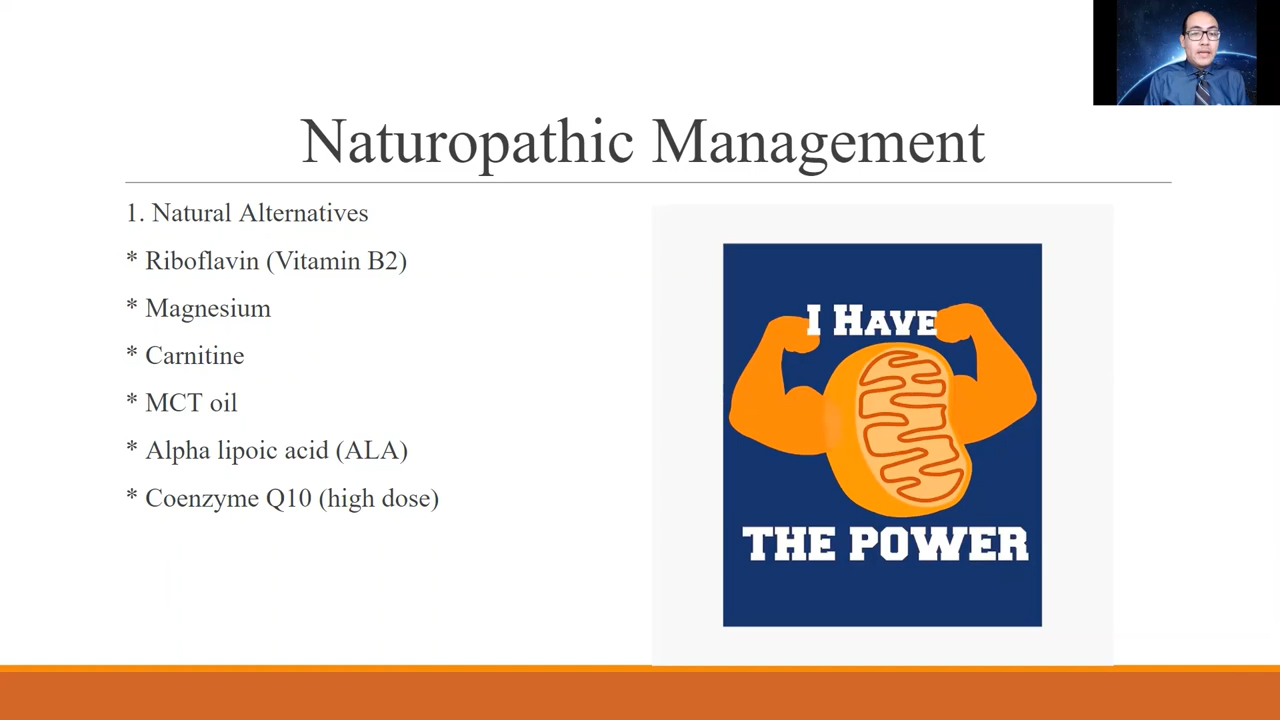 Naturopathic Management
1. Natural Alternatives
* Riboflavin (Vitamin B2)
* Magnesium
* Carnitine
* MCT oil
* Alpha lipoic acid (ALA)
* Coenzyme Q10 (high dose)
I HAVE
THE POWER